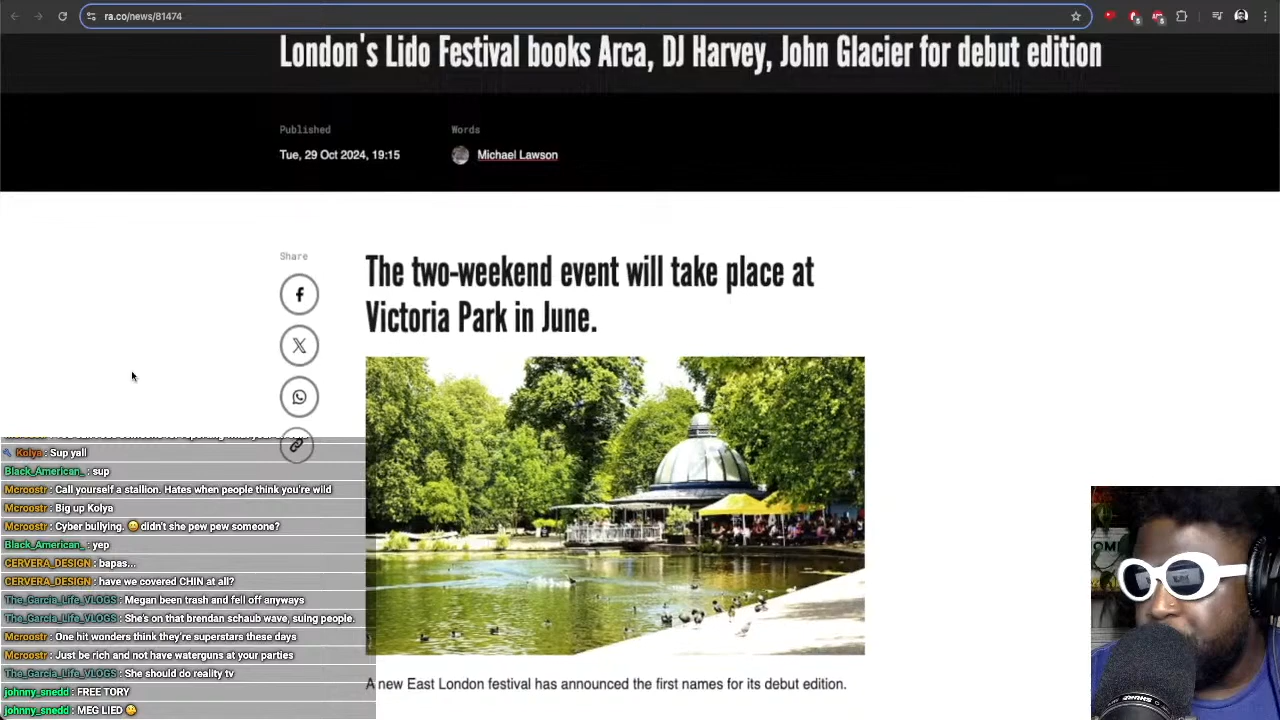 ra.co/news/81474
London's Lido Festival books Arca, DJ Harvey, John Glacier for debut edition
Published
Words
Tue, 29 Oct 2024, 19:15
Michael Lawson
Share
The two-weekend event will take place at
Victoria Park in June.
A new East London festival has announced the first names for its debut edition.
Kolya : Sup yall
Black_American_ : sup
Mcroostr : Call yourself a stallion. Hates when people think you're wild
Mcroostr : Big up Kolya
Mcroostr : Cyber bullying. didn't she pew pew someone?
Black_American_ : yep
CERVERA_DESIGN : bapas...
CERVERA_DESIGN : have we covered CHIN at all?
The_Garcia_Life_VLOGS : Megan been trash and fell off anyways
The_Garcia_Life_VLOGS : She's on that brendan schaub wave, suing people.
Mcroostr : One hit wonders think they're superstars these days
Mcroostr : Just be rich and not have waterguns at your parties
The_Garcia_Life_VLOGS : She should do reality tv
johnny_snedd : FREE TORY
johnny_snedd : MEG LIED